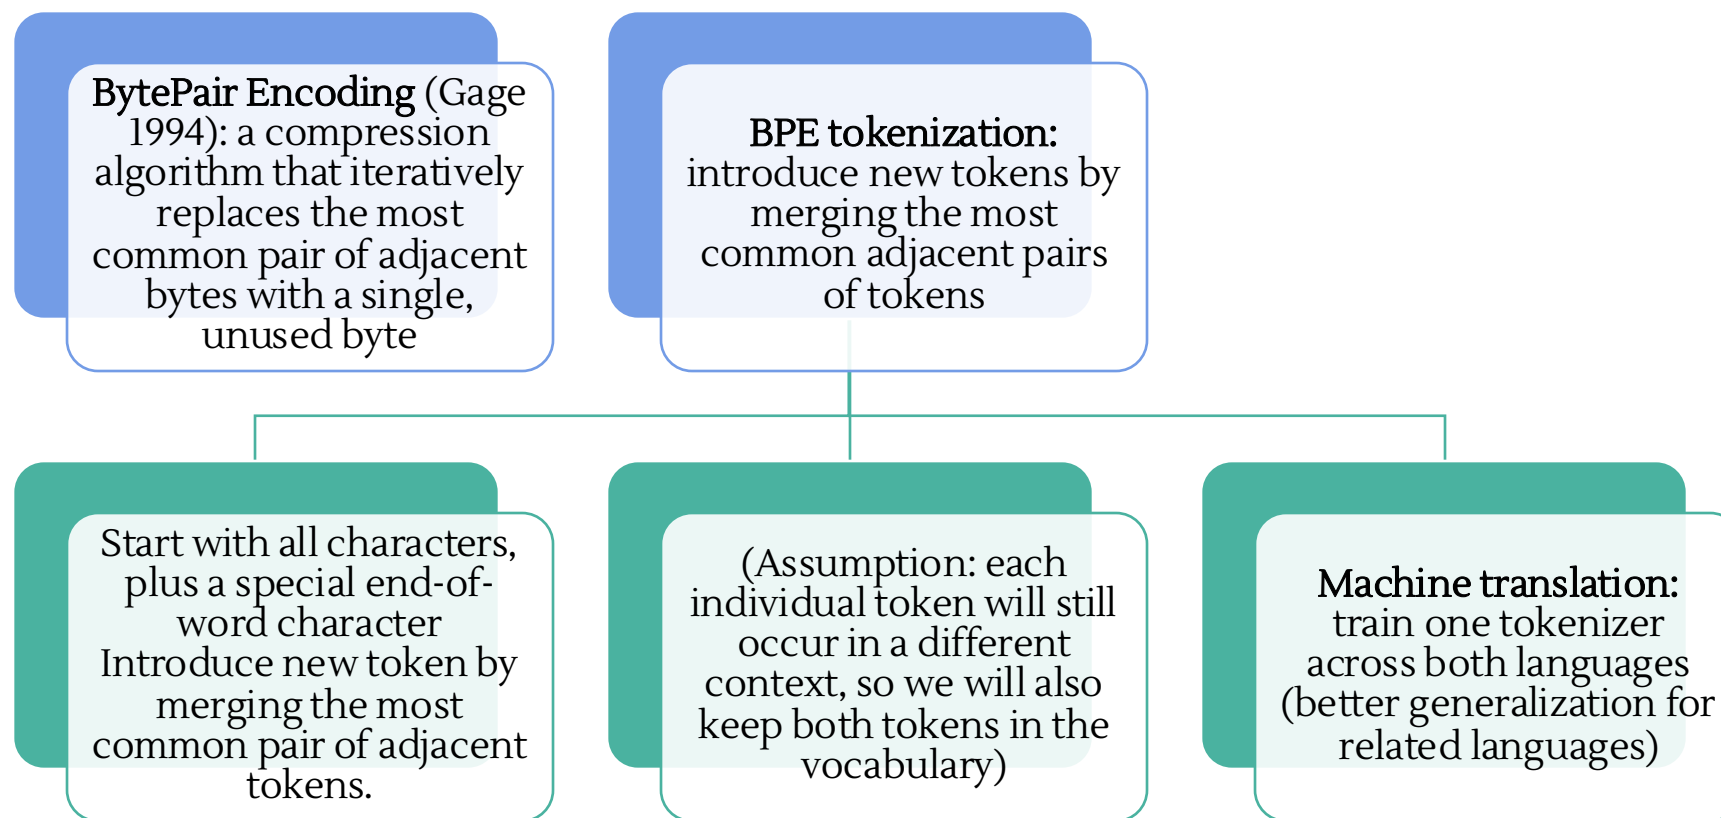 BytePair Encoding (Gage
1994): a compression
algorithm that iteratively
replaces the most
common pair of adjacent
bytes with a single,
unused byte
BPE tokenization:
introduce new tokens by
merging the most
common adjacent pairs
of tokens
Start with all characters,
plus a special end-of-
word character
Introduce new token by
merging the most
common pair of adjacent
tokens.
(Assumption: each
individual token will still
occur in a different
context, so we will also
keep both tokens in the
vocabulary)
Machine translation:
train one tokenizer
across both languages
(better generalization for
related languages)